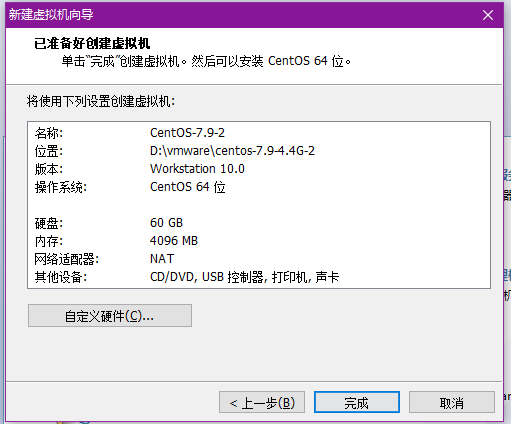 新建虚拟机向导
已准备好创建虚拟机
单击“完成”创建虚拟机。然后可以安装 CentOS 64 位。
将使用下列设置创建虚拟机:
名称: CentOS-7.9-2
位置: D:\vmware\centos-7.9-4.4G-2
版本: Workstation 10.0
操作系统: CentOS 64 位
硬盘: 60 GB
内存: 4096 MB
网络适配器: NAT
其他设备: CD/DVD, USB 控制器, 打印机, 声卡
自定义硬件(C)...
< 上一步(B) 完成 取消